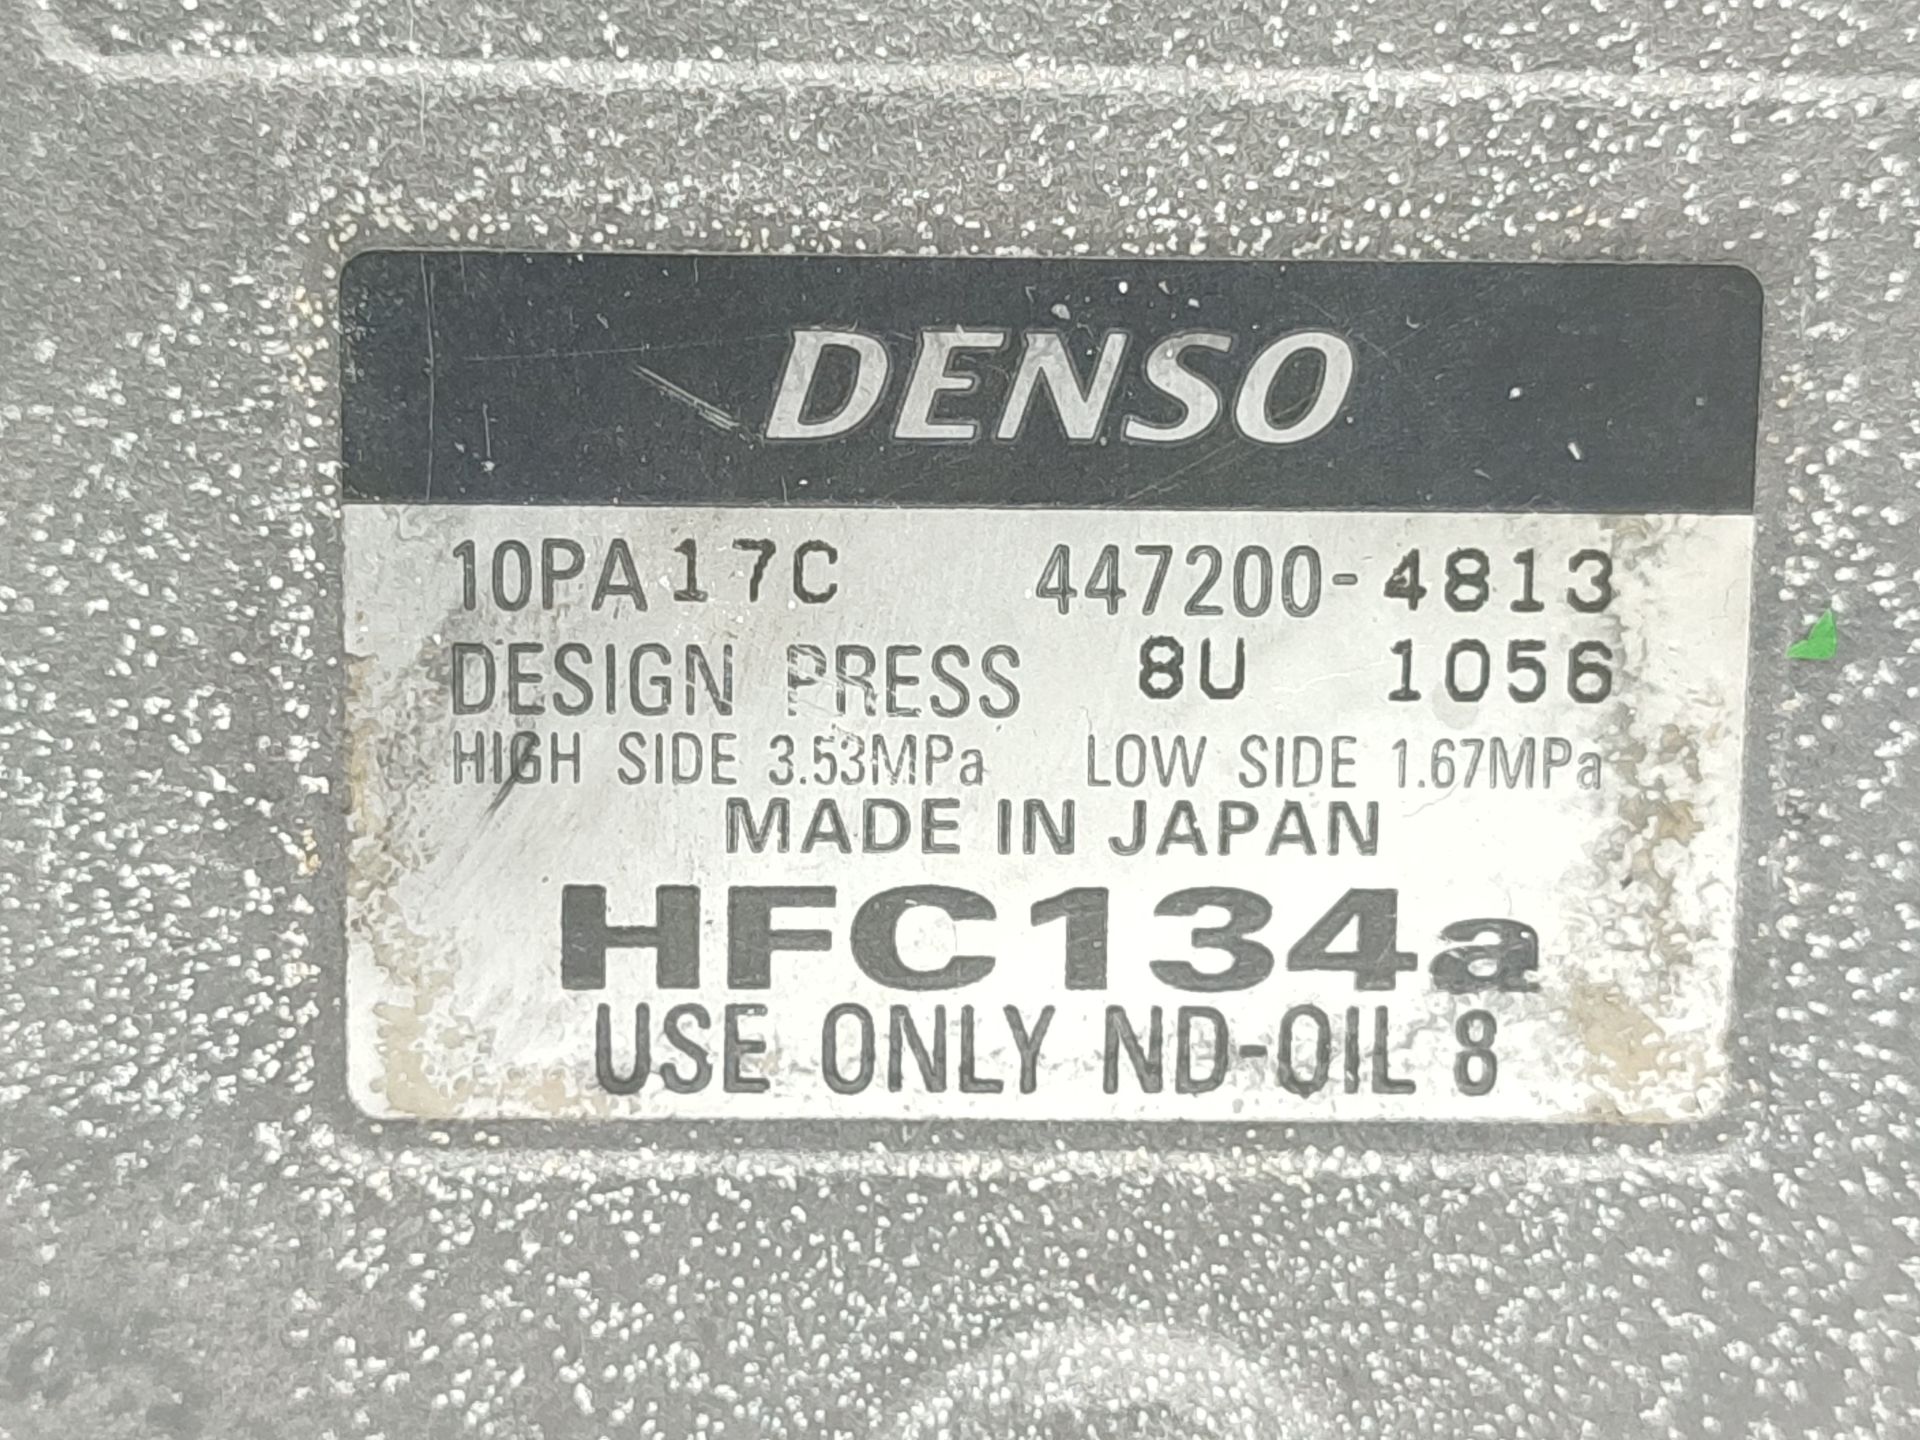 DENSO
10PA17C 447200-4813
DESIGN PRESS 8U 1056
HIGH SIDE 3.53MPa LOW SIDE 1.67MPa
MADE IN JAPAN
HFC134a
USE ONLY ND-OIL 8